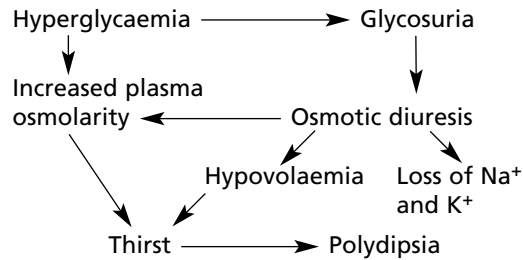 Hyperglycaemia
Glycosuria
Increased plasma
osmolarity
Osmotic diuresis
Hypovolaemia
Loss of Na⁺
and K⁺
Thirst
Polydipsia